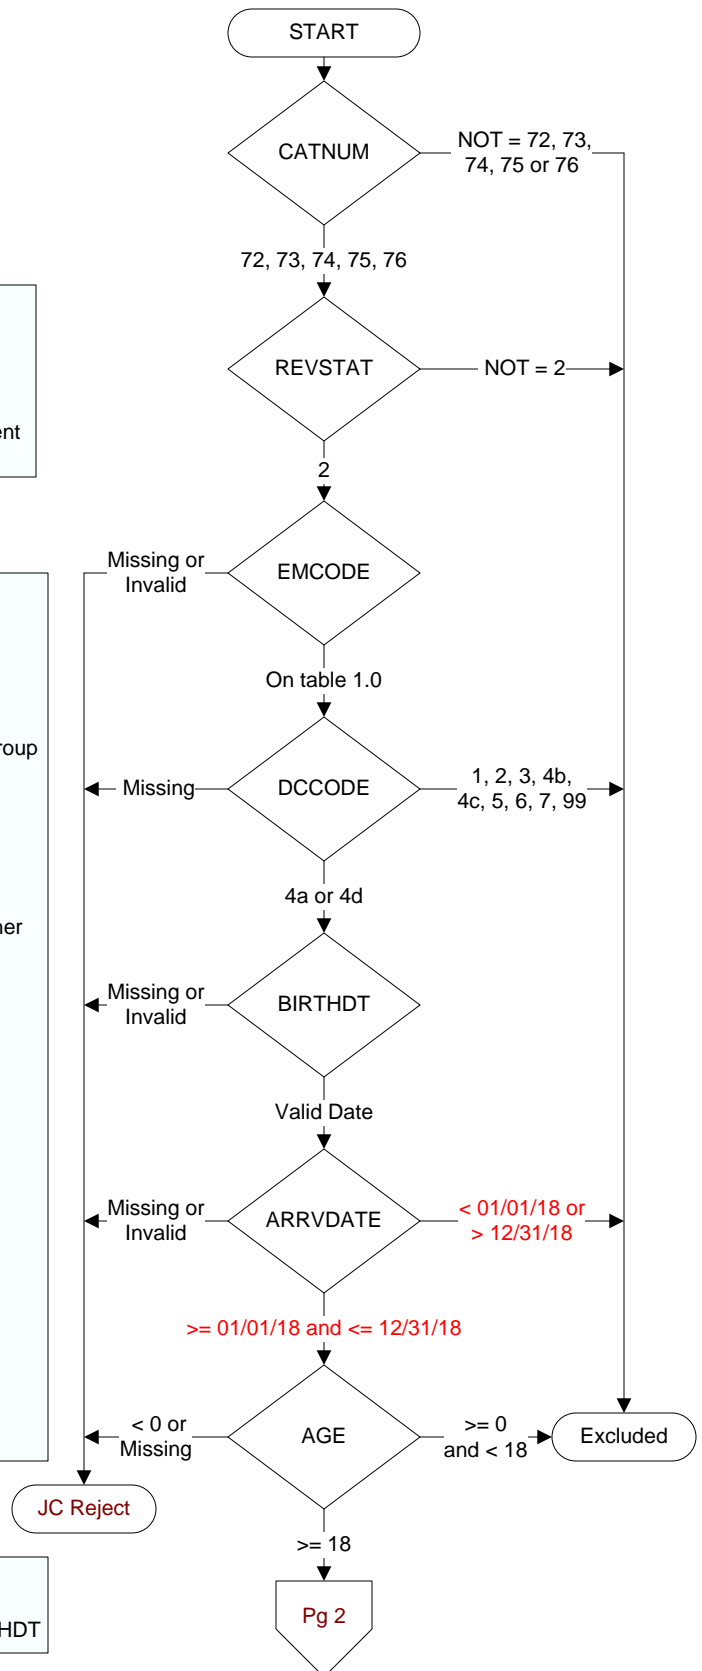 START
CATNUM
NOT = 72, 73,
74, 75 or 76
72, 73, 74, 75, 76
REVSTAT
NOT = 2
2
Missing or
Invalid
EMCODE
On table 1.0
Missing
DCCODE
1, 2, 3, 4b,
4c, 5, 6, 7, 99
4a or 4d
Missing or
Invalid
BIRTHDT
Valid Date
Missing or
Invalid
ARRVDATE
< 01/01/18 or
> 12/31/18
>= 01/01/18 and <= 12/31/18
< 0 or
Missing
AGE
>= 0
and < 18
Excluded
JC Reject
>= 18
Pg 2